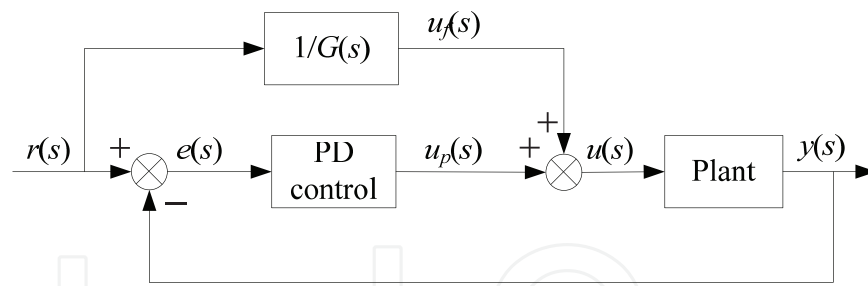 1/G(s)
u_f(s)
+
r(s)
+
e(s)
PD
control
u_p(s)
+
u(s)
Plant
y(s)
−